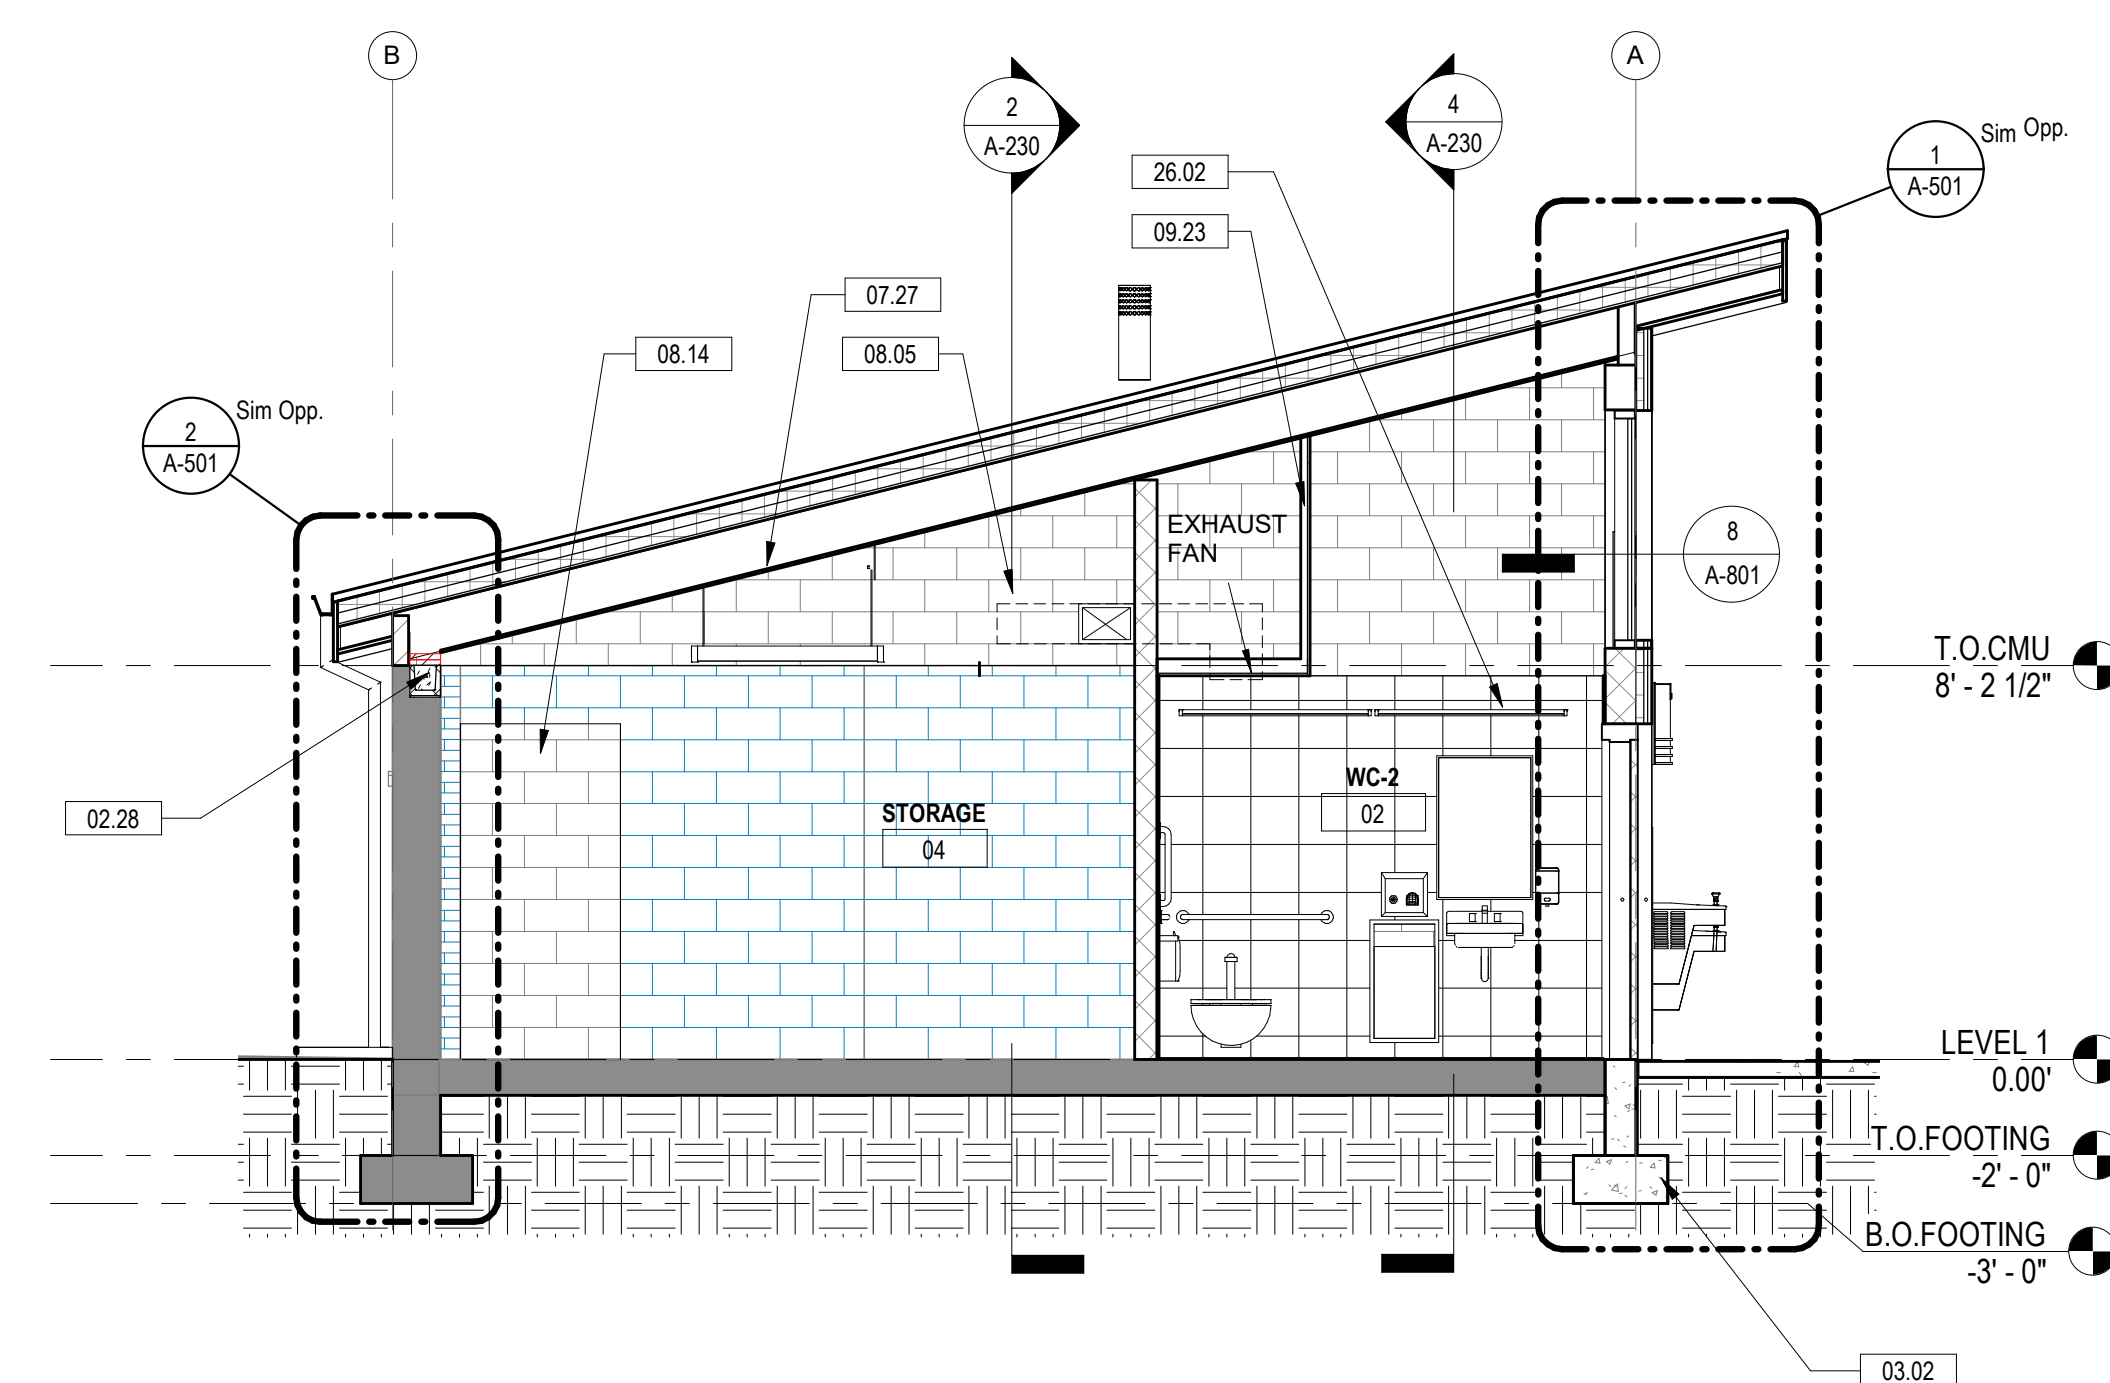 B
2
A-230
4
A-230
A
1
A-501
Sim Opp.
26.02
09.23
07.27
08.14
08.05
2
A-501
Sim Opp.
EXHAUST
FAN
8
A-801
T.O.CMU
8' - 2 1/2"
WC-2
02
STORAGE
04
02.28
LEVEL 1
0.00'
T.O.FOOTING
-2' - 0"
B.O.FOOTING
-3' - 0"
03.02